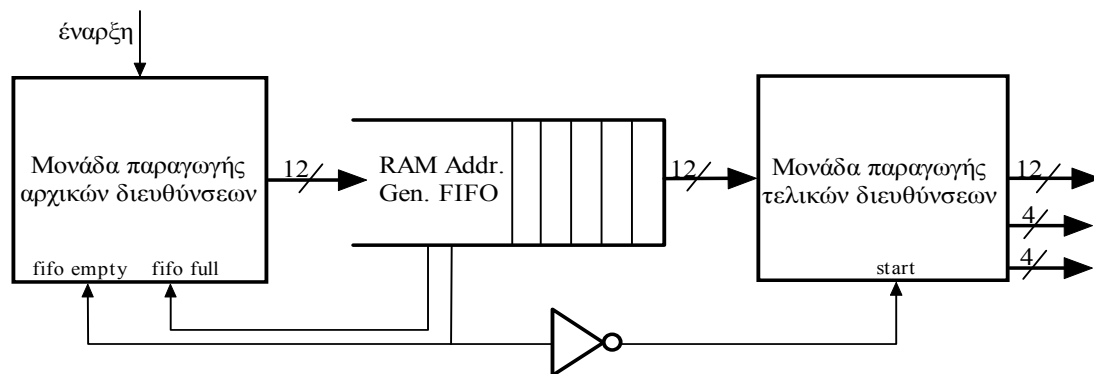 έναρξη
Μονάδα παραγωγής
αρχικών διευθύνσεων
fifo empty
fifo full
12
RAM Addr.
Gen. FIFO
12
Μονάδα παραγωγής
τελικών διευθύνσεων
start
12
4
4